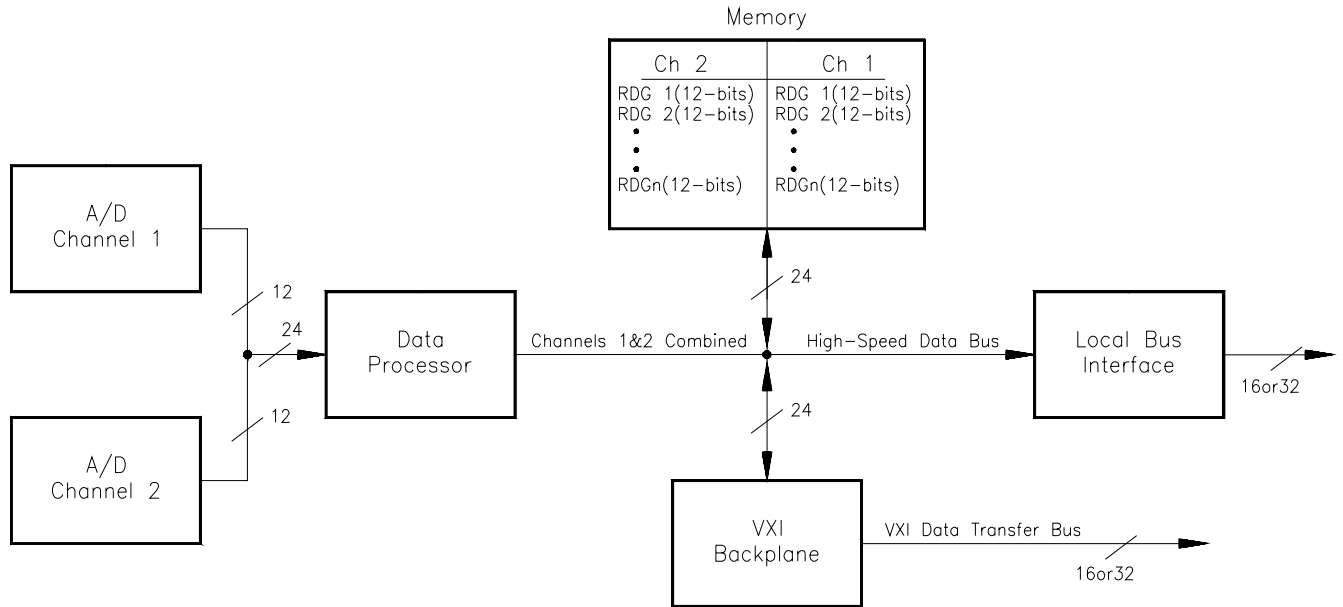 Memory
Ch 2
Ch 1
RDG 1(12-bits)
RDG 2(12-bits)
RDGn(12-bits)
RDG 1(12-bits)
RDG 2(12-bits)
RDGn(12-bits)
A/D
Channel 1
12
24
12
A/D
Channel 2
Data
Processor
Channels 1&2 Combined
24
High-Speed Data Bus
24
Local Bus
Interface
16or32
VXI
Backplane
VXI Data Transfer Bus
16or32